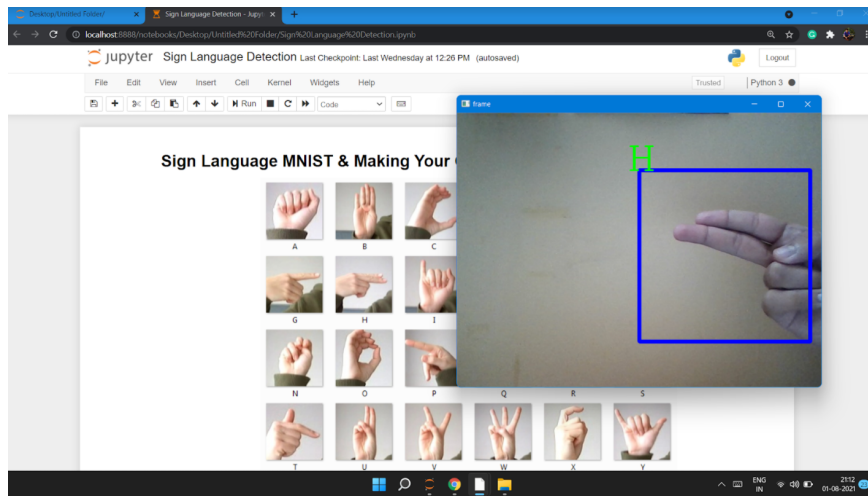 Desktop/Untitled Folder/
Sign Language Detection - Jupyt
localhost:8888/notebooks/Desktop/Untitled%20Folder/Sign%20Language%20Detection.ipynb
jupyter Sign Language Detection Last Checkpoint: Last Wednesday at 12:26 PM (autosaved)
Logout
File Edit View Insert Cell Kernel Widgets Help
Trusted Python 3
Run Code
frame
H
Sign Language MNIST & Making Your
A B C
G H I
N O P Q R S
T U V W X Y
ENG
IN
21:12
01-08-2021